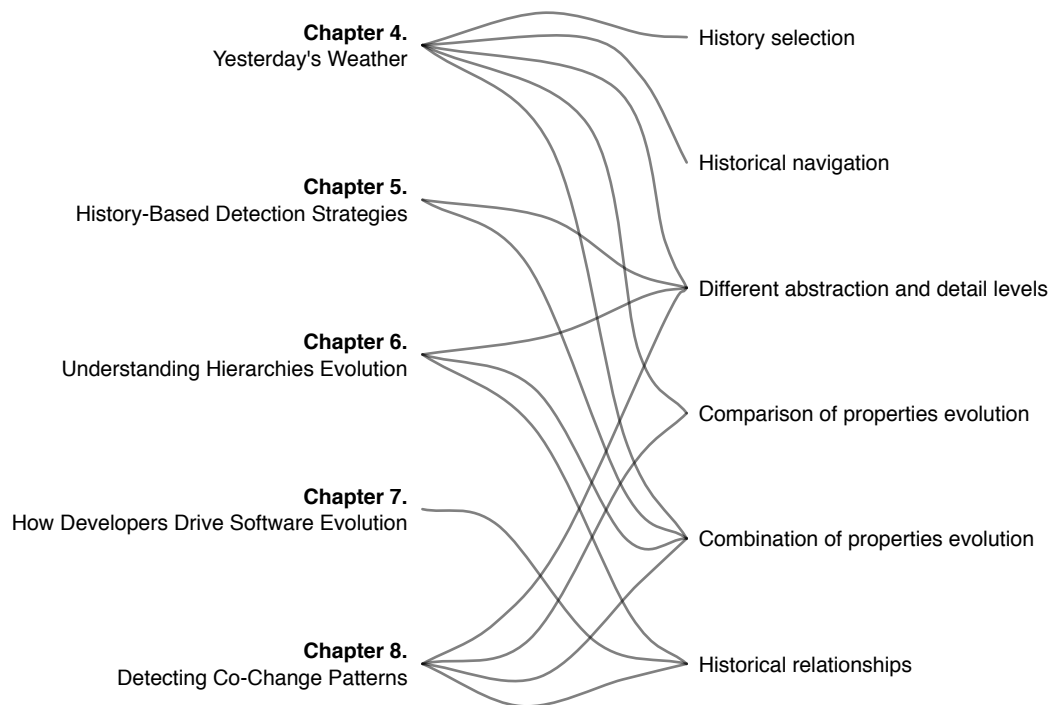 Chapter 4.
Yesterday's Weather
Chapter 5.
History-Based Detection Strategies
Chapter 6.
Understanding Hierarchies Evolution
Chapter 7.
How Developers Drive Software Evolution
Chapter 8.
Detecting Co-Change Patterns
History selection
Historical navigation
Different abstraction and detail levels
Comparison of properties evolution
Combination of properties evolution
Historical relationships